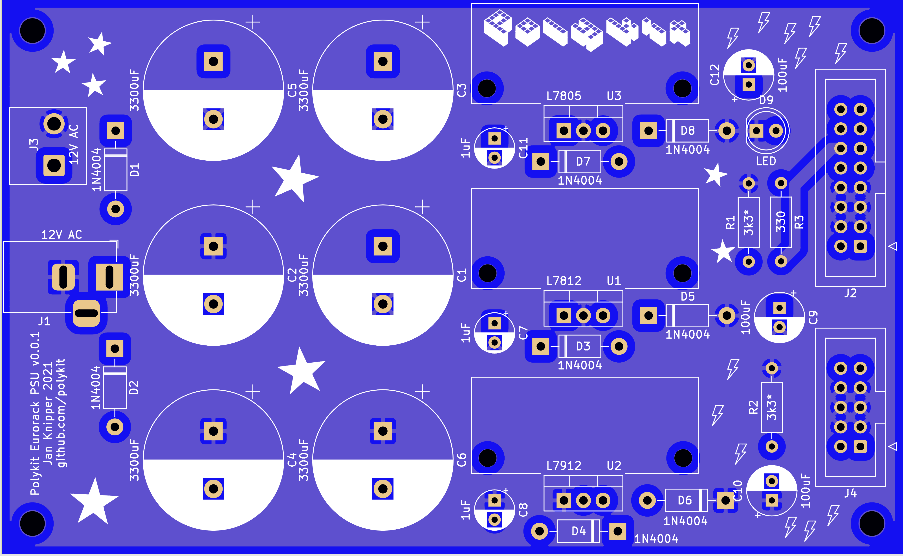 3300uF
C5
3300uF
C3
C12
100uF
+
D9
L7805
U3
J3
12V AC
1N4004
D1
1uF
+
C11
D8
1N4004
LED
D7
1N4004
R1
3k3*
330
R3
12V AC
J1
3300uF
C2
3300uF
C1
J2
L7812
U1
D5
1N4004
1uF
+
C7
D3
1N4004
100uF
+
C9
1N4004
D2
Polykit Eurorack PSU v0.0.1
Jan Knipper 2021
github.com/polykit
3300uF
C4
3300uF
C6
R2
3k3*
L7912
U2
1uF
+
C8
D6
1N4004
C10
100uF
+
J4
D4
1N4004